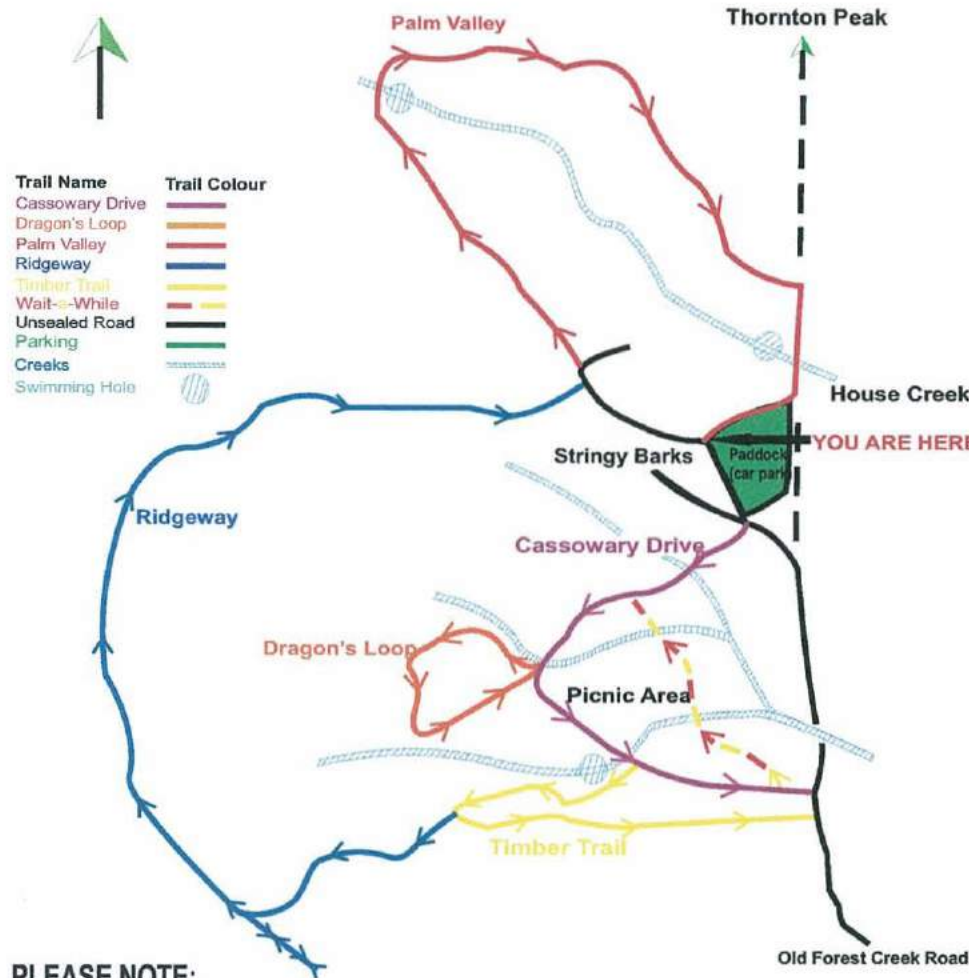 Palm Valley
Thornton Peak
Trail Name Trail Colour
Cassowary Drive
Dragon's Loop
Palm Valley
Ridgeway
Timber Trail
Wait-a-While
Unsealed Road
Parking
Creeks
Swimming Hole
House Creek
YOU ARE HERE
Stringy Barks
Paddock
(car park)
Ridgeway
Cassowary Drive
Dragon's Loop
Picnic Area
Timber Trail
Old Forest Creek Road
PLEASE NOTE: